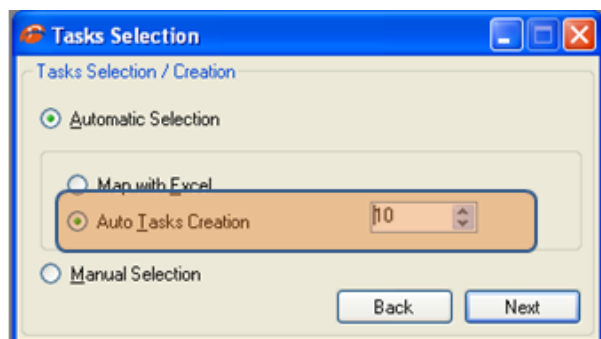 Tasks Selection
Tasks Selection / Creation
Automatic Selection
Map with Excel
Auto Tasks Creation 10
Manual Selection
Back Next